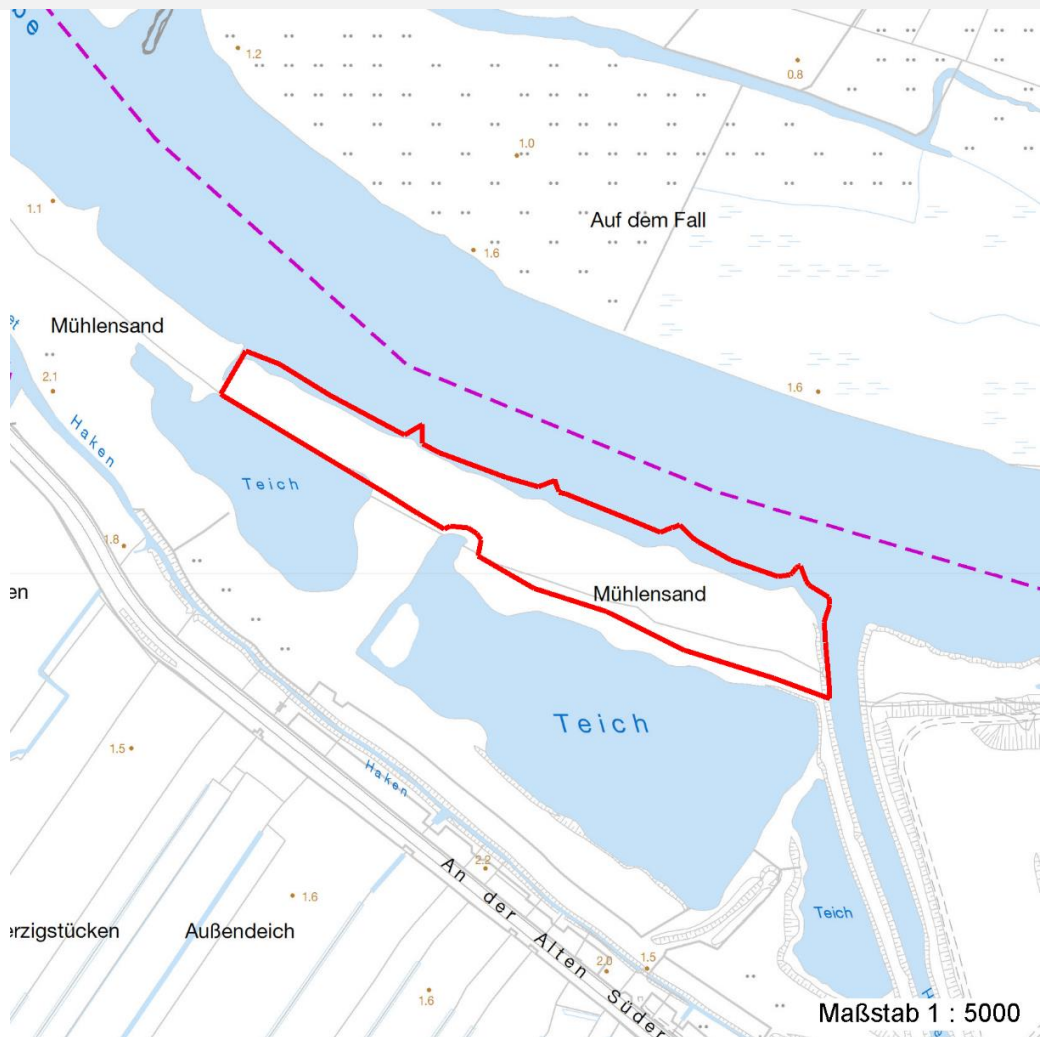 1.2
0.8
1.0
1.1
Auf dem Fall
1.6
Mühlensand
2.1
1.6
Haken
Teich
1.8
en
Mühlensand
Teich
1.5
Haken
2.2
An der Alten Süder
1.6
Teich
erzigstücken
Außendeich
2.0
1.5
1.6
Maßstab 1 : 5000